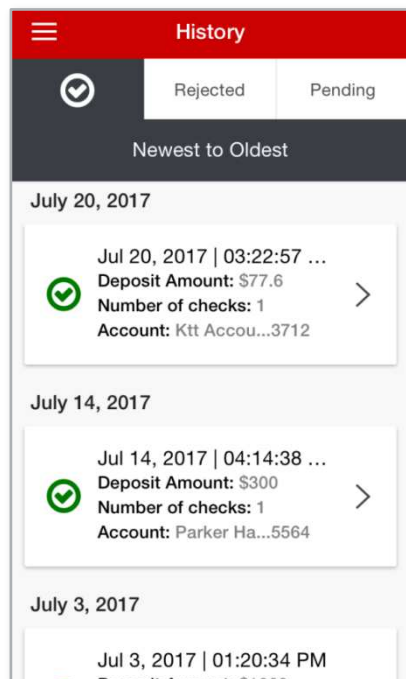 History
Rejected Pending
Newest to Oldest
July 20, 2017
Jul 20, 2017 | 03:22:57 ...
Deposit Amount: $77.6
Number of checks: 1
Account: Ktt Accou...3712
July 14, 2017
Jul 14, 2017 | 04:14:38 ...
Deposit Amount: $300
Number of checks: 1
Account: Parker Ha...5564
July 3, 2017
Jul 3, 2017 | 01:20:34 PM